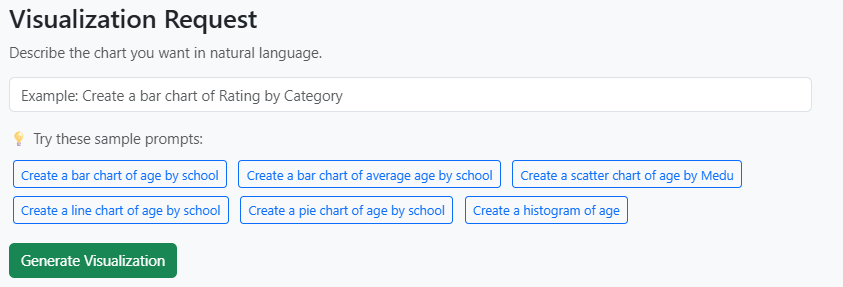 Visualization Request
Describe the chart you want in natural language.
Example: Create a bar chart of Rating by Category
💡 Try these sample prompts:
Create a bar chart of age by school Create a bar chart of average age by school Create a scatter chart of age by Medu
Create a line chart of age by school Create a pie chart of age by school Create a histogram of age
Generate Visualization